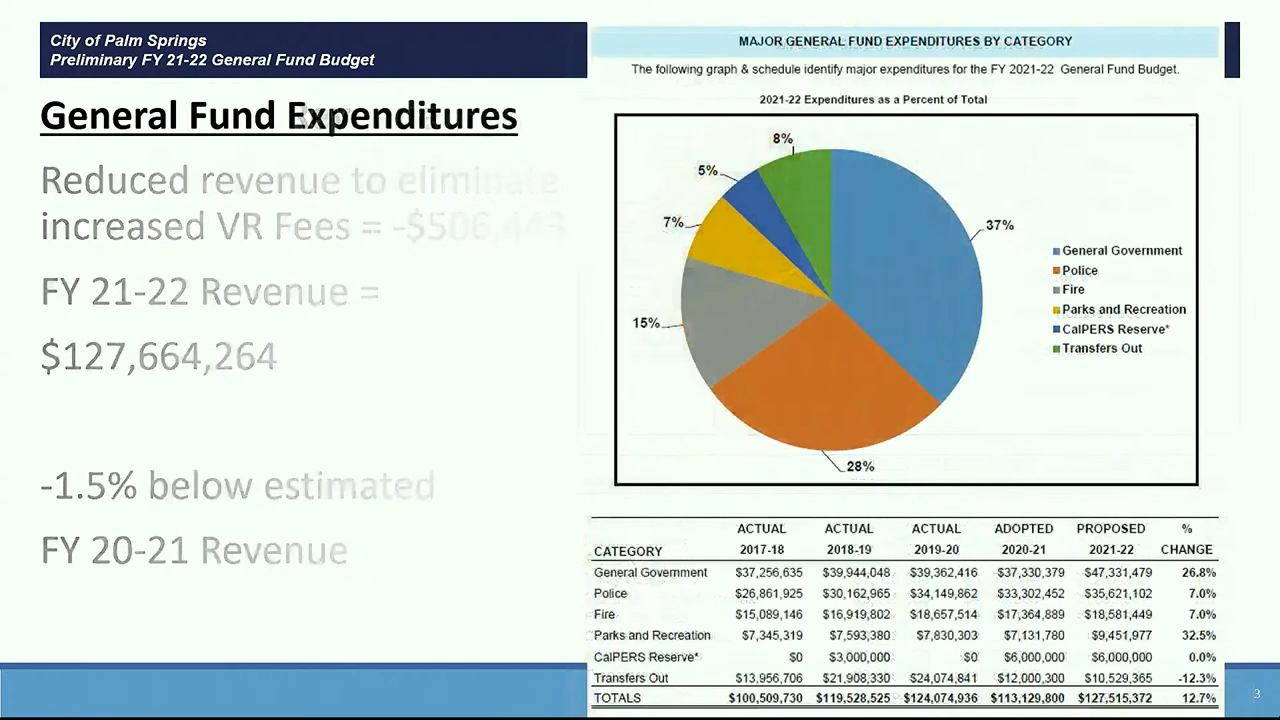 City of Palm Springs
Preliminary FY 21-22 General Fund Budget
General Fund Expenditures
Reduced revenue to eliminate
increased VR Fees = -$506,443
FY 21-22 Revenue =
$127,664,264
-1.5% below estimated
FY 20-21 Revenue
MAJOR GENERAL FUND EXPENDITURES BY CATEGORY
The following graph & schedule identify major expenditures for the FY 2021-22 General Fund Budget.
2021-22 Expenditures as a Percent of Total
8%
5%
7%
37%
15%
28%
General Government
Police
Fire
Parks and Recreation
CalPERS Reserve*
Transfers Out
ACTUAL ACTUAL ACTUAL ADOPTED PROPOSED %
CATEGORY 2017-18 2018-19 2019-20 2020-21 2021-22 CHANGE
General Government $37,256,635 $39,944,048 $39,362,416 $37,330,379 $47,331,479 26.8%
Police $26,861,925 $30,162,965 $34,149,862 $33,302,452 $35,621,102 7.0%
Fire $15,089,146 $16,919,802 $18,657,514 $17,364,889 $18,581,449 7.0%
Parks and Recreation $7,345,319 $7,593,380 $7,830,303 $7,131,780 $9,451,977 32.5%
CalPERS Reserve* $0 $3,000,000 $0 $6,000,000 $6,000,000 0.0%
Transfers Out $13,956,706 $21,908,330 $24,074,841 $12,000,300 $10,529,365 -12.3%
TOTALS $100,509,730 $119,528,525 $124,074,936 $113,129,800 $127,515,372 12.7%
3